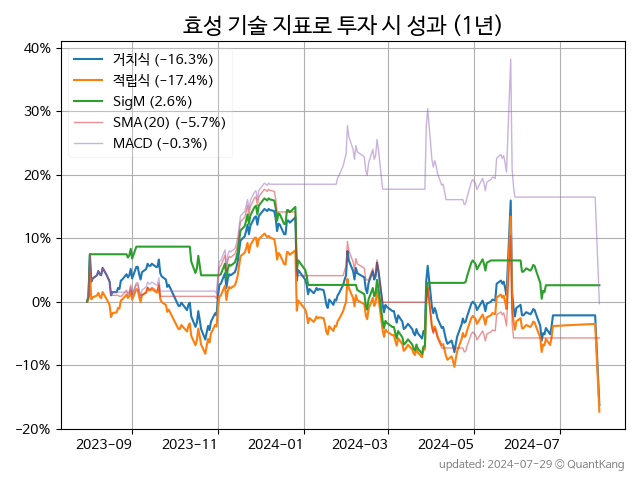 효성 기술 지표로 투자 시 성과 (1년)
40%
30%
20%
10%
0%
−10%
−20%
거치식 (−16.3%)
적립식 (−17.4%)
SigM (2.6%)
SMA(20) (−5.7%)
MACD (−0.3%)
2023-09 2023-11 2024-01 2024-03 2024-05 2024-07
updated: 2024-07-29 © QuantKang